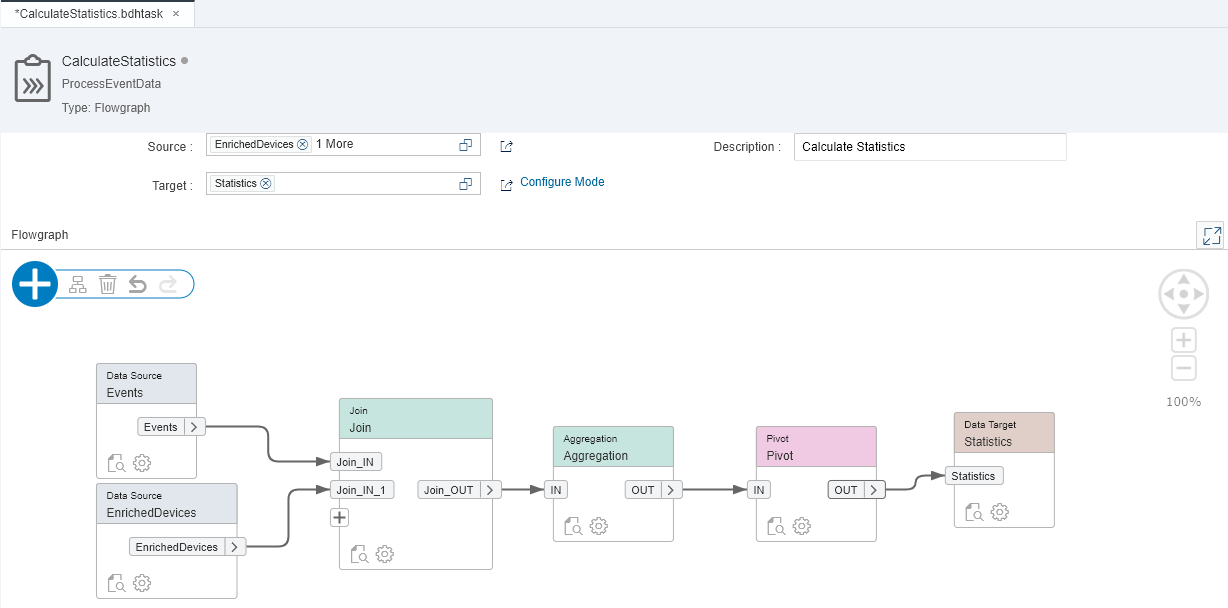 *CalculateStatistics.bdhtask ×
CalculateStatistics
ProcessEventData
Type: Flowgraph
Source :
EnrichedDevices 1 More
Description :
Calculate Statistics
Target :
Statistics
Configure Mode
Flowgraph
100%
Data Source
Events
Events
Data Source
EnrichedDevices
EnrichedDevices
Join
Join
Join_IN
Join_IN_1
Join_OUT
Aggregation
Aggregation
IN
OUT
Pivot
Pivot
IN
OUT
Data Target
Statistics
Statistics